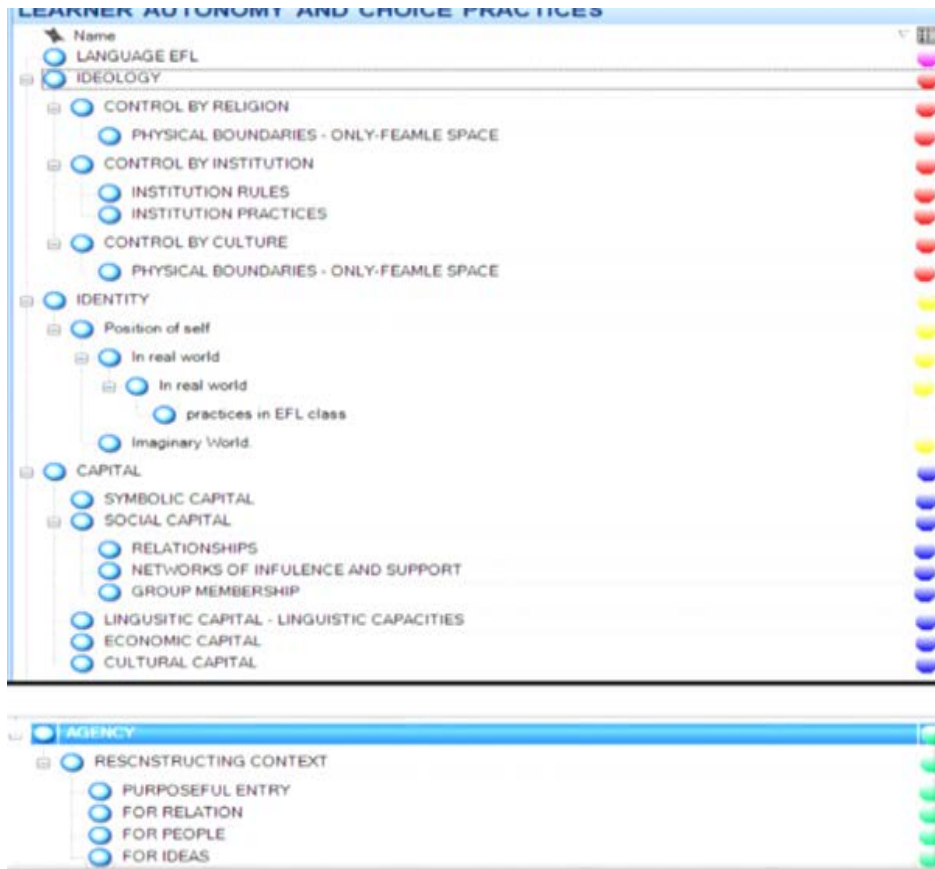 LEARNER AUTONOMY AND CHOICE PRACTICES
Name
LANGUAGE EFL
IDEOLOGY
CONTROL BY RELIGION
PHYSICAL BOUNDARIES - ONLY-FEAMLE SPACE
CONTROL BY INSTITUTION
INSTITUTION RULES
INSTITUTION PRACTICES
CONTROL BY CULTURE
PHYSICAL BOUNDARIES - ONLY-FEAMLE SPACE
IDENTITY
Position of self
In real world
In real world
practices in EFL class
Imaginary World.
CAPITAL
SYMBOLIC CAPITAL
SOCIAL CAPITAL
RELATIONSHIPS
NETWORKS OF INFULENCE AND SUPPORT
GROUP MEMBERSHIP
LINGUSITIC CAPITAL - LINGUISTIC CAPACITIES
ECONOMIC CAPITAL
CULTURAL CAPITAL
AGENCY
RESCNSTRUCTING CONTEXT
PURPOSEFUL ENTRY
FOR RELATION
FOR PEOPLE
FOR IDEAS